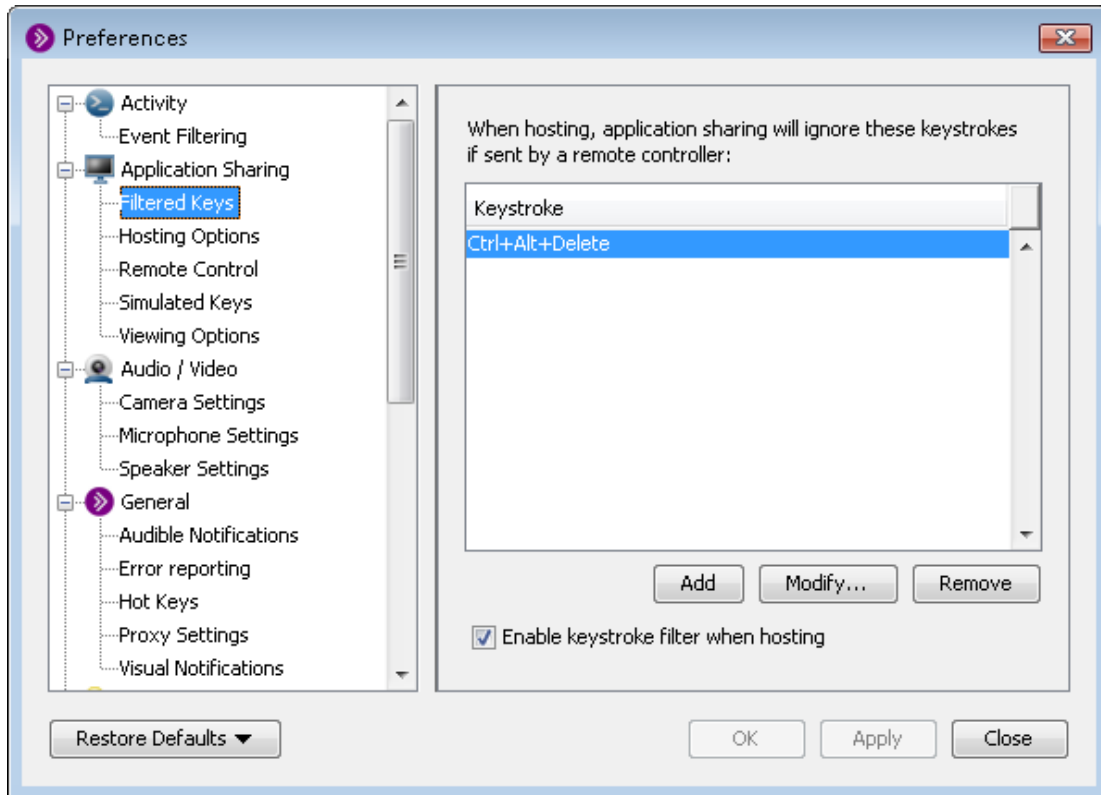 Preferences
Activity
Event Filtering
Application Sharing
Filtered Keys
Hosting Options
Remote Control
Simulated Keys
Viewing Options
Audio / Video
Camera Settings
Microphone Settings
Speaker Settings
General
Audible Notifications
Error reporting
Hot Keys
Proxy Settings
Visual Notifications
When hosting, application sharing will ignore these keystrokes
if sent by a remote controller:
Keystroke
Ctrl+Alt+Delete
Add Modify... Remove
Enable keystroke filter when hosting
Restore Defaults OK Apply Close